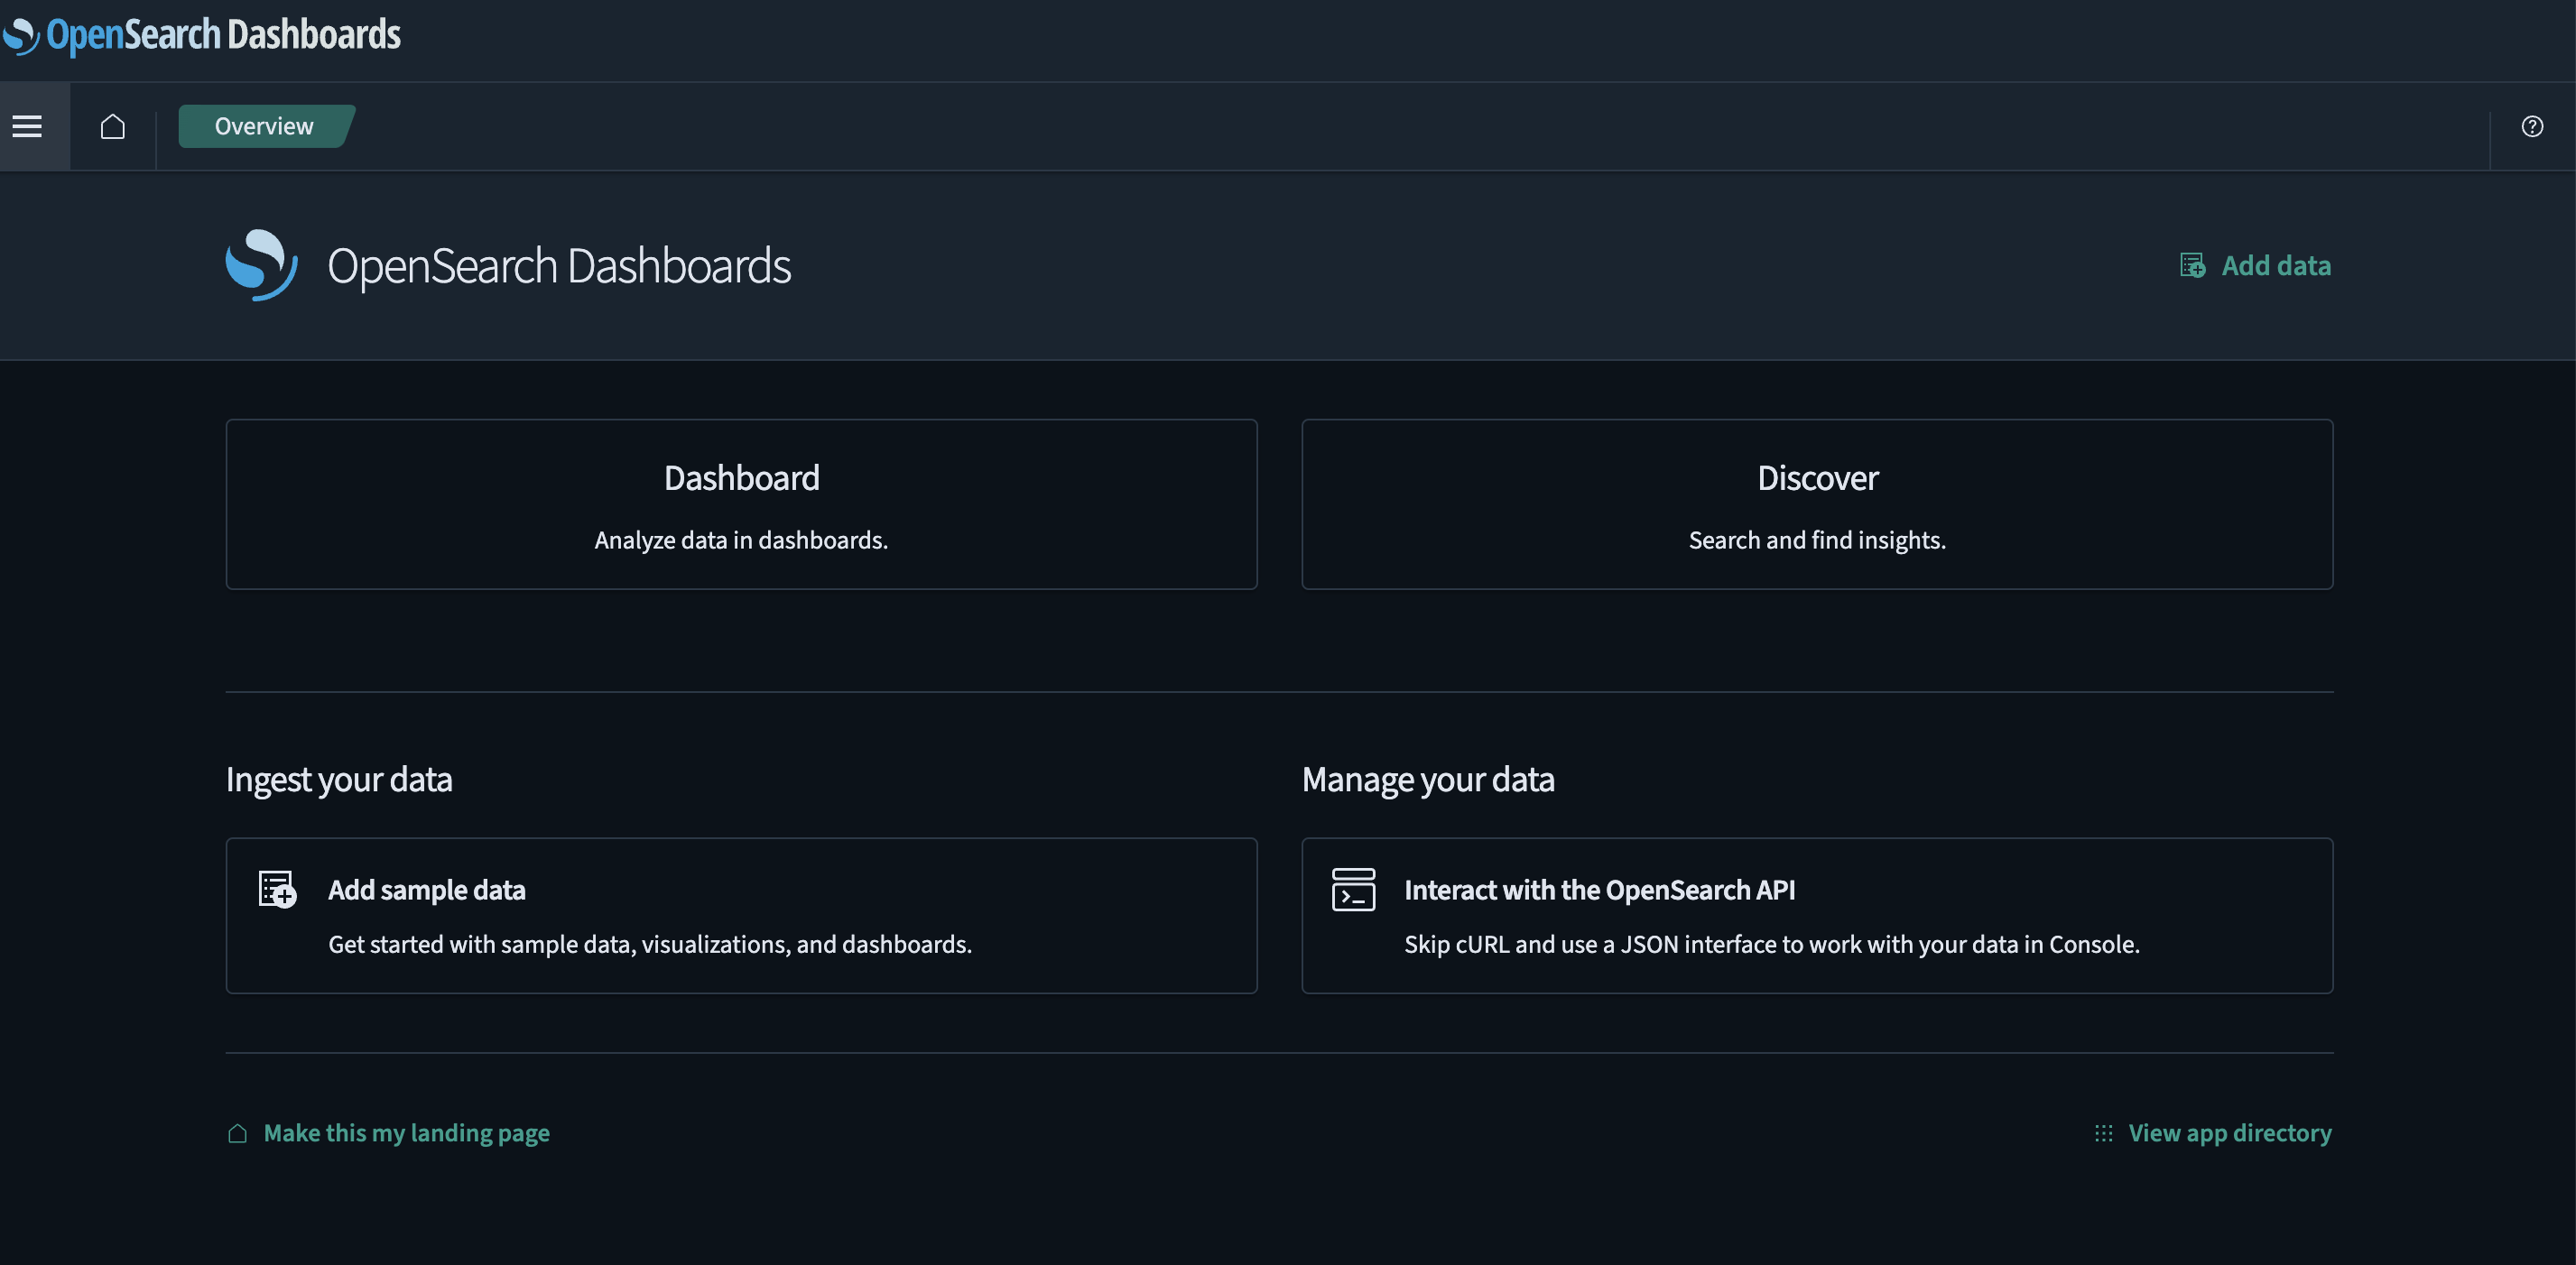 OpenSearch Dashboards
Overview
OpenSearch Dashboards
Add data
Dashboard
Analyze data in dashboards.
Discover
Search and find insights.
Ingest your data
Add sample data
Get started with sample data, visualizations, and dashboards.
Manage your data
Interact with the OpenSearch API
Skip cURL and use a JSON interface to work with your data in Console.
Make this my landing page
View app directory